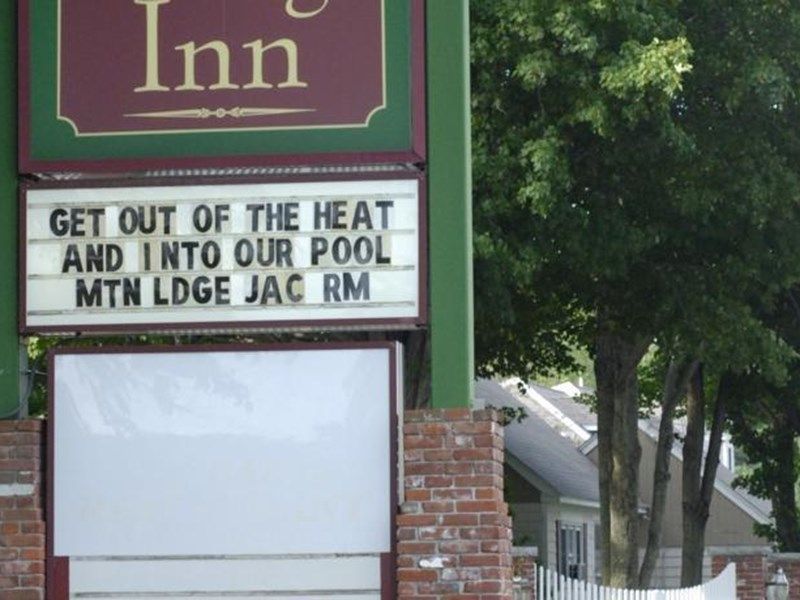 Inn
GET OUT OF THE HEAT
AND INTO OUR POOL
MTN LDGE JAC RM